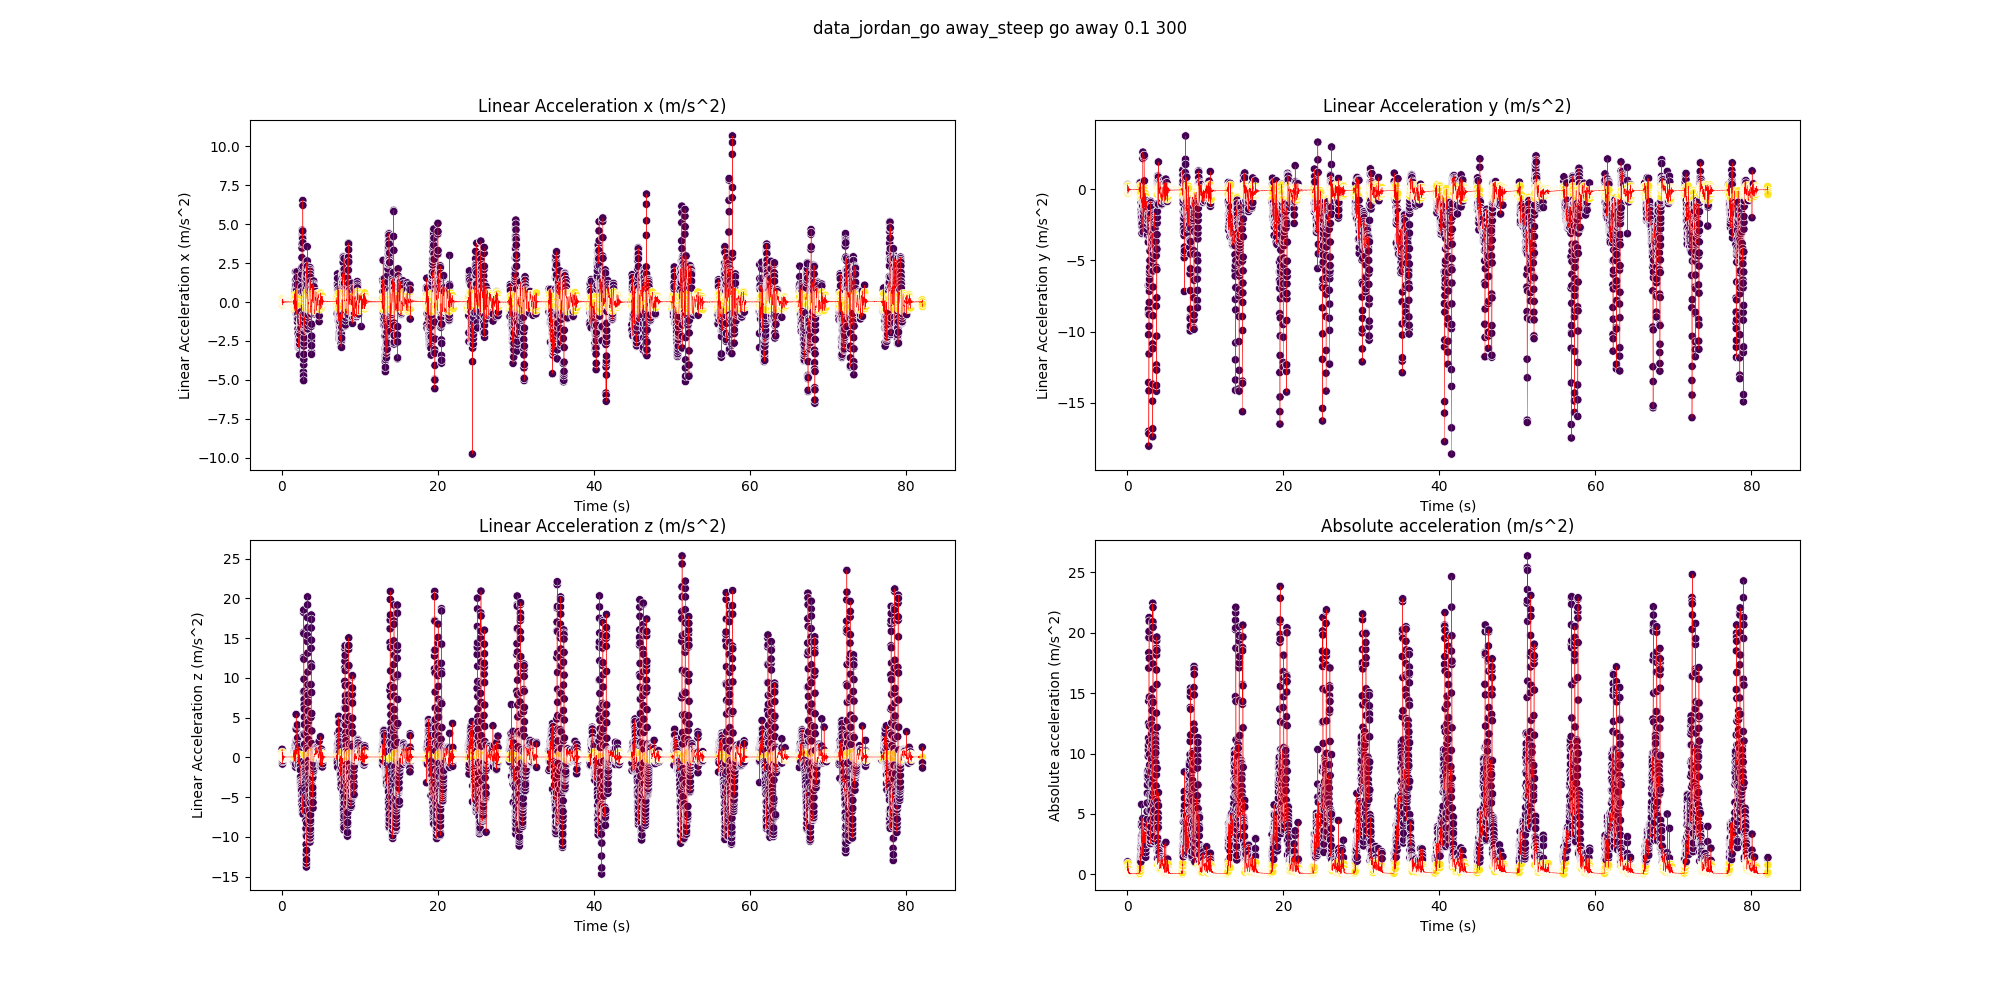 data_jordan_go away_steep go away 0.1 300
Linear Acceleration x (m/s^2)
Linear Acceleration x (m/s^2)
10.0
7.5
5.0
2.5
0.0
−2.5
−5.0
−7.5
−10.0
0 20 40 60 80
Time (s)
Linear Acceleration y (m/s^2)
Linear Acceleration y (m/s^2)
0
−5
−10
−15
0 20 40 60 80
Time (s)
Linear Acceleration z (m/s^2)
Linear Acceleration z (m/s^2)
25
20
15
10
5
0
−5
−10
−15
0 20 40 60 80
Time (s)
Absolute acceleration (m/s^2)
Absolute acceleration (m/s^2)
25
20
15
10
5
0
0 20 40 60 80
Time (s)